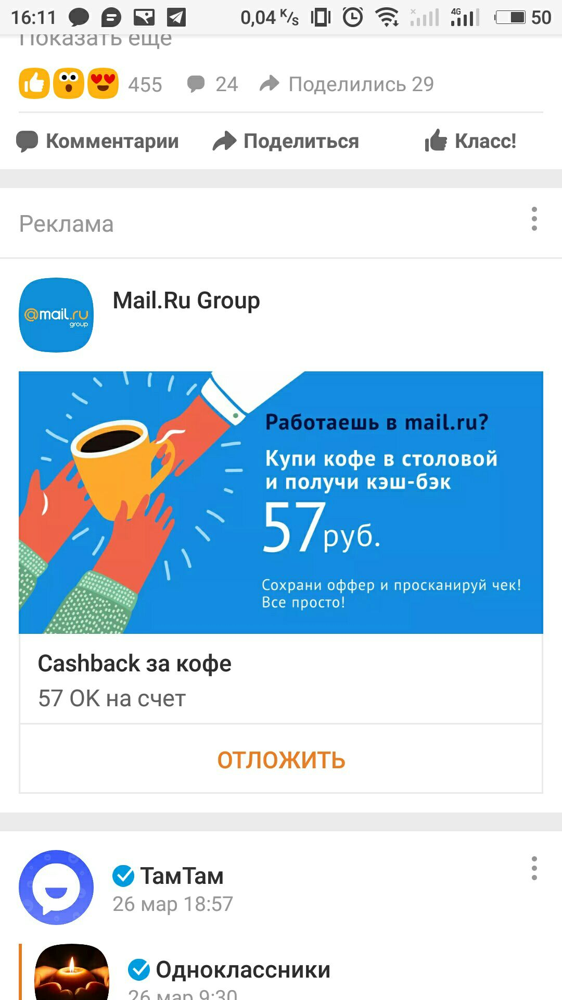 16:11 0,04 K/s 4G 50
Показать ещё
455 24 Поделились 29
Комментарии Поделиться Класс!
Реклама
@mail.ru
group
Mail.Ru Group
Работаешь в mail.ru?
Купи кофе в столовой
и получи кэш-бэк
57 руб.
Сохрани оффер и просканируй чек!
Все просто!
Cashback за кофе
57 OK на счет
ОТЛОЖИТЬ
ТамТам
26 мар 18:57
Одноклассники
26 мар 9:30